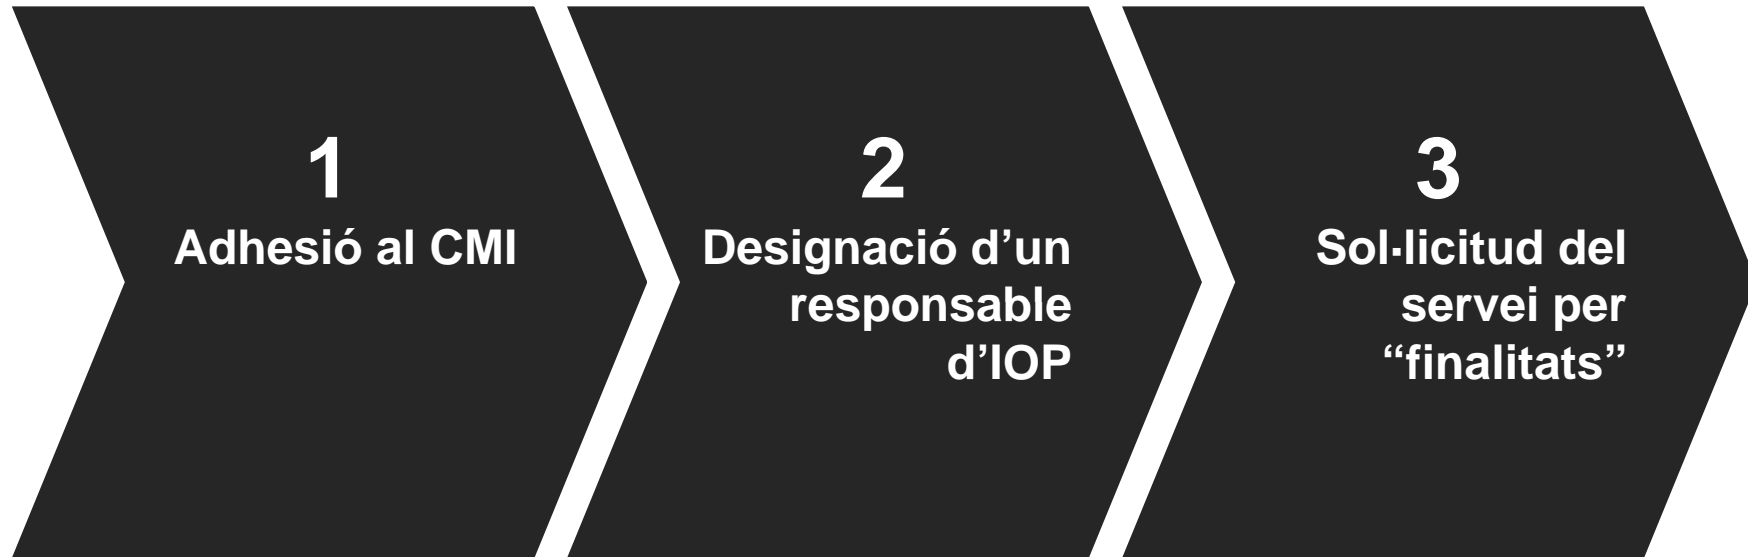 1
Adhesió al CMI
2
Designació d’un
responsable
d’IOP
3
Sol·licitud del
servei per
“finalitats”